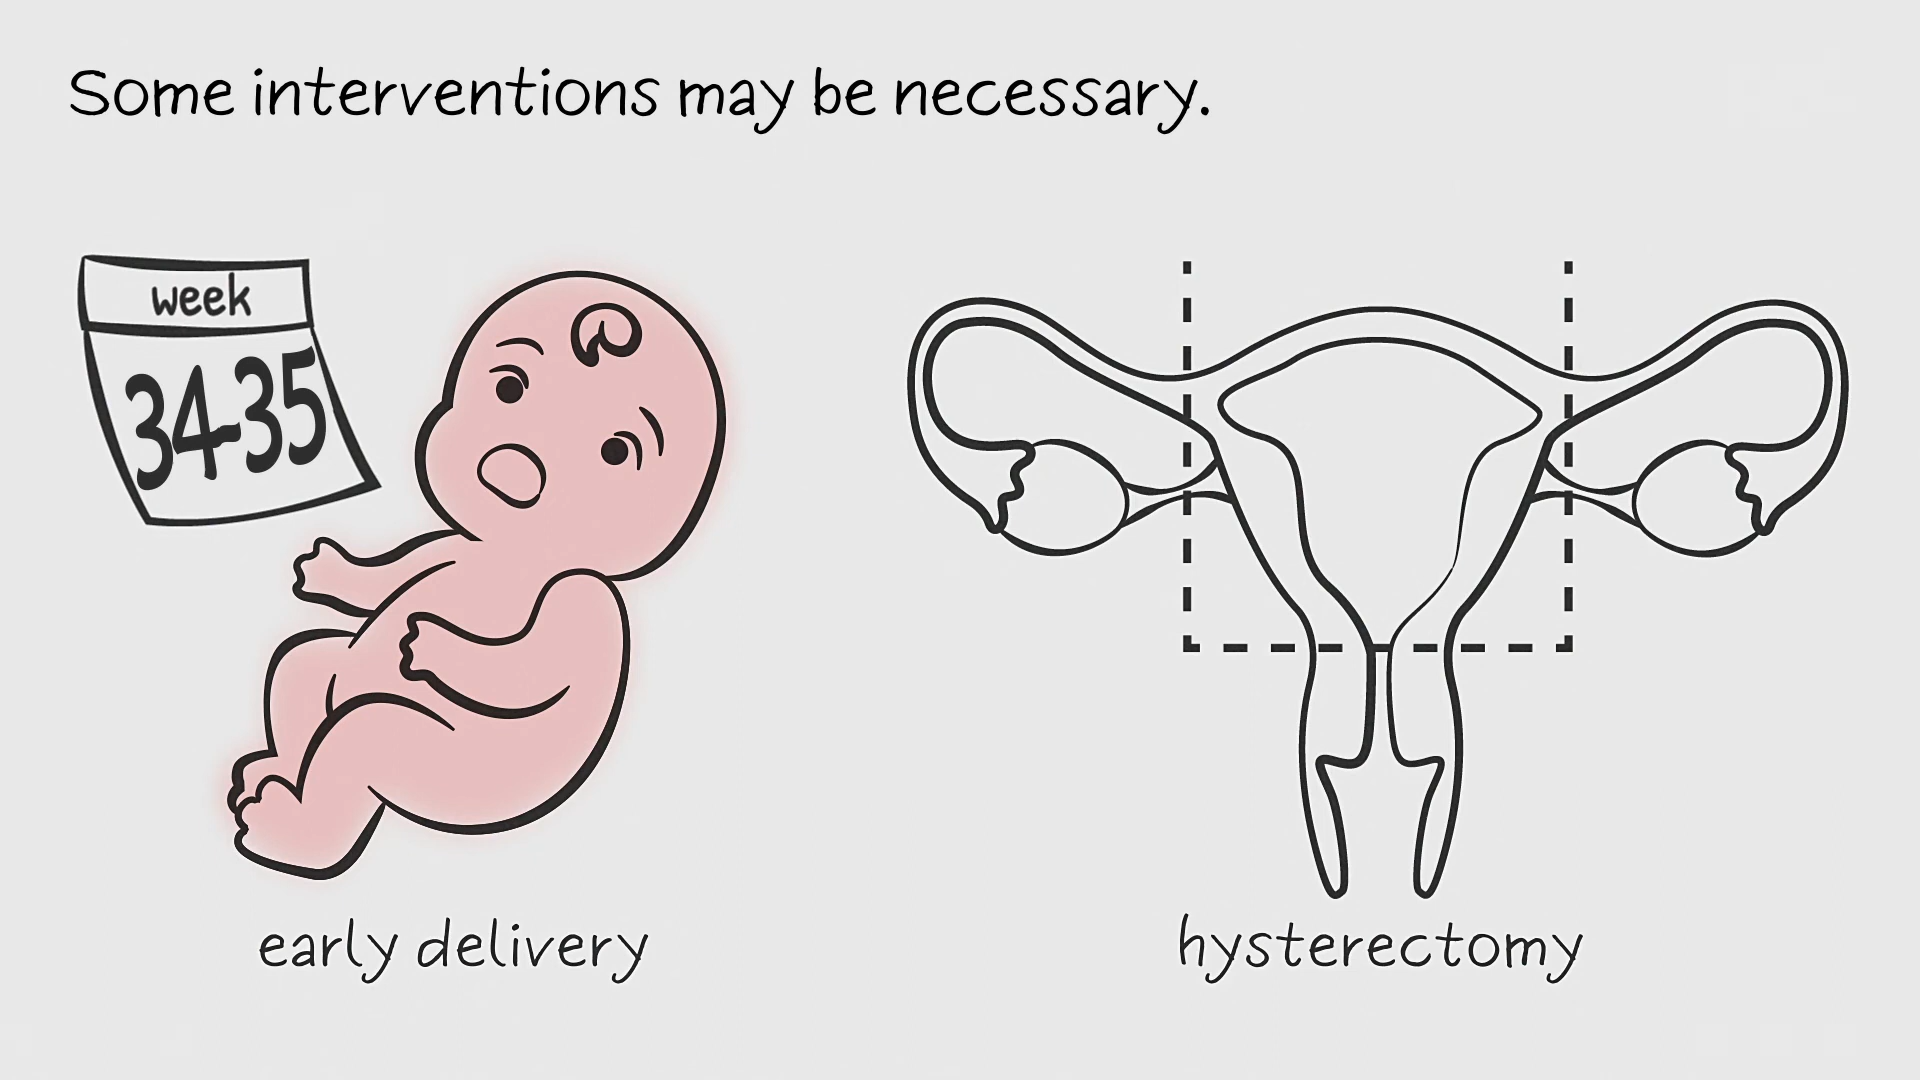 Some interventions may be necessary.
week
34-35
early delivery
hysterectomy